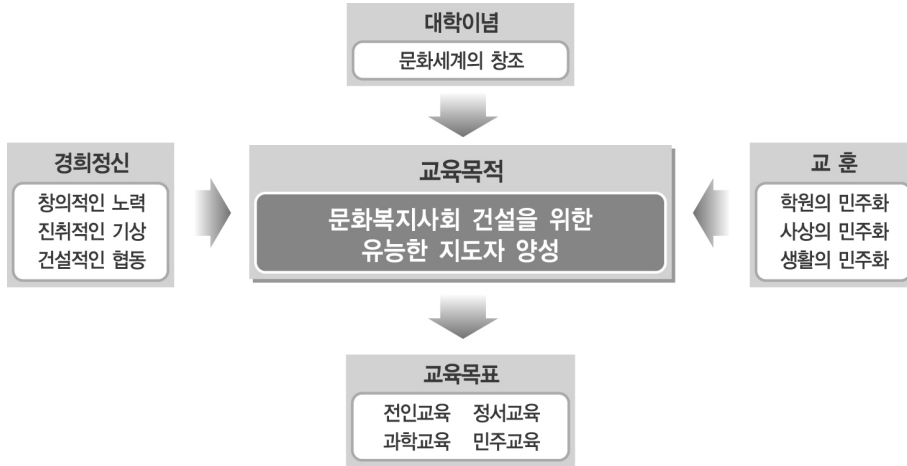 대학이념
문화세계의 창조
경희정신
창의적인 노력
진취적인 기상
건설적인 협동
교육목적
문화복지사회 건설을 위한
유능한 지도자 양성
교 훈
학원의 민주화
사상의 민주화
생활의 민주화
교육목표
전인교육 정서교육
과학교육 민주교육